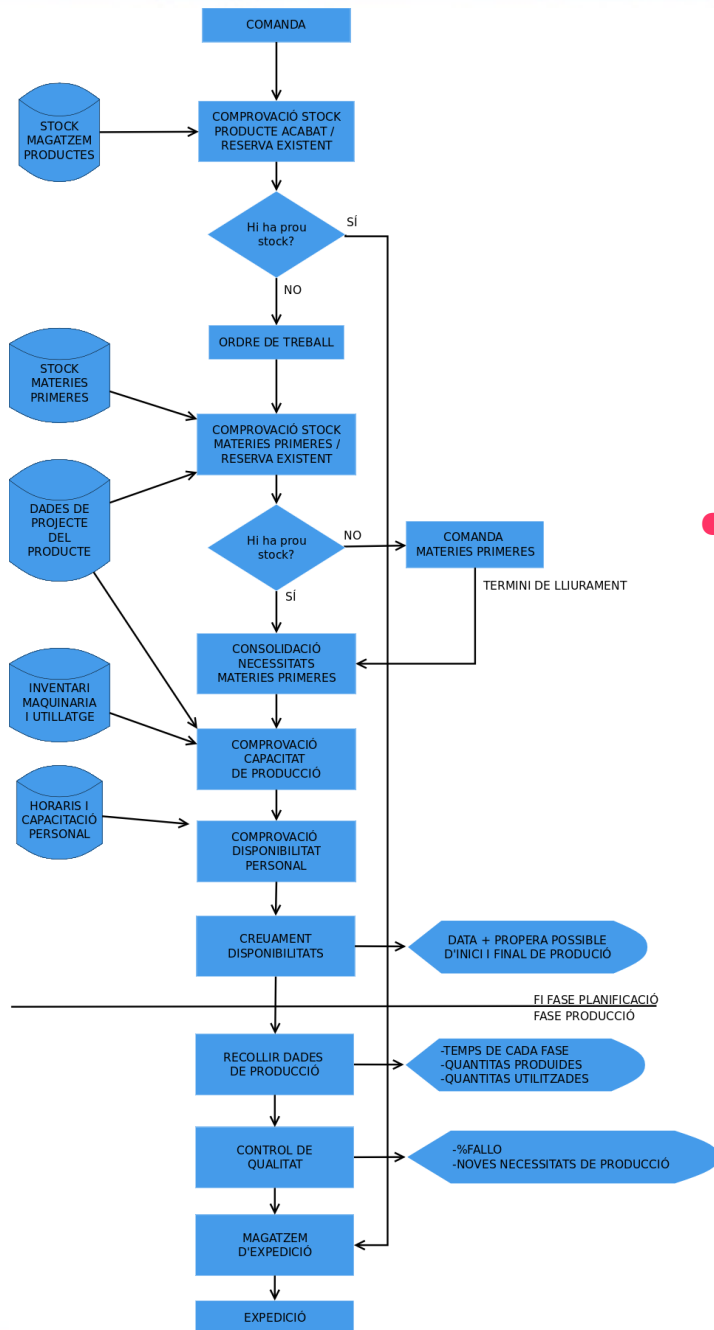 COMANDA
STOCK
MAGATZEM
PRODUCTES
COMPROVACIÓ STOCK
PRODUCTE ACABAT /
RESERVA EXISTENT
Hi ha prou
stock?
SÍ
NO
ORDRE DE TREBALL
STOCK
MATERIES
PRIMERES
COMPROVACIÓ STOCK
MATERIES PRIMERES /
RESERVA EXISTENT
DADES DE
PROJECTE
DEL
PRODUCTE
Hi ha prou
stock?
NO
COMANDA
MATERIES PRIMERES
SÍ
TERMINI DE LLIURAMENT
CONSOLIDACIÓ
NECESSITATS
MATERIES PRIMERES
INVENTARI
MAQUINARIA
I UTILLATGE
COMPROVACIÓ
CAPACITAT
DE PRODUCCIÓ
HORARIS I
CAPACITACIÓ
PERSONAL
COMPROVACIÓ
DISPONIBILITAT
PERSONAL
CREUAMENT
DISPONIBILITATS
DATA + PROPERA POSSIBLE
D'INICI I FINAL DE PRODUCIÓ
FI FASE PLANIFICACIÓ
FASE PRODUCCIÓ
RECOLLIR DADES
DE PRODUCCIÓ
-TEMPS DE CADA FASE
-QUANTITAS PRODUIDES
-QUANTITAS UTILITZADES
CONTROL DE
QUALITAT
-%FALLO
-NOVES NECESSITATS DE PRODUCCIÓ
MAGATZEM
D'EXPEDICIÓ
EXPEDICIÓ